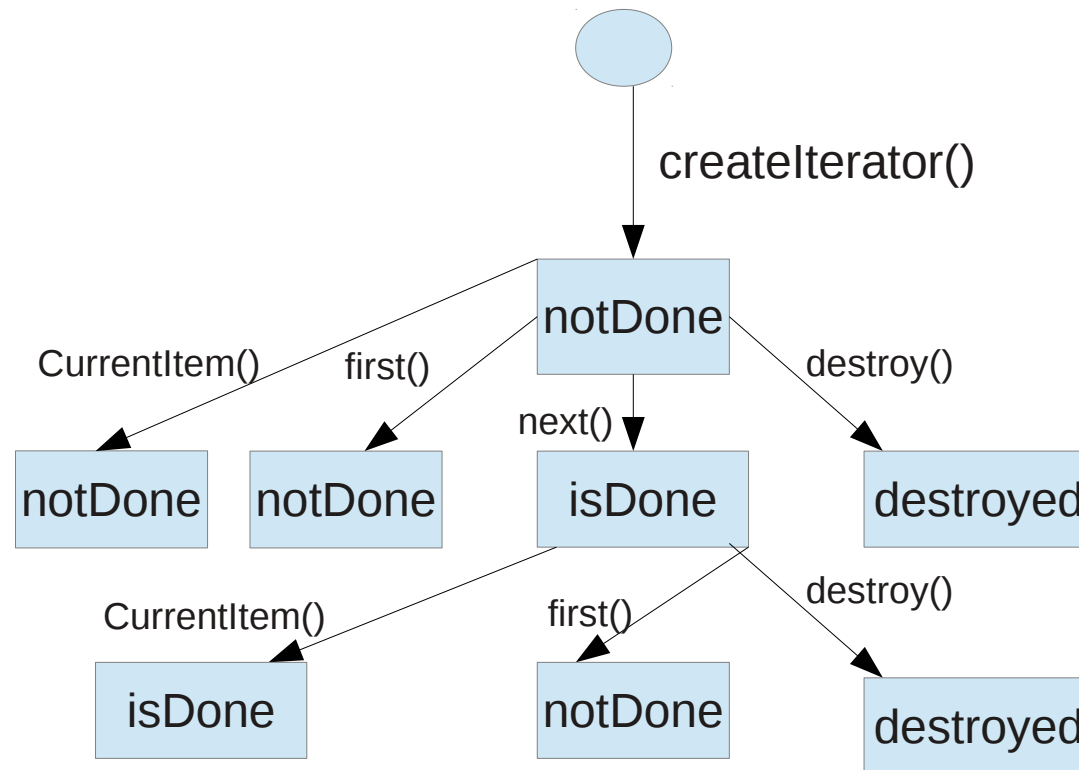 createIterator()
notDone
CurrentItem()
first()
destroy()
next()
notDone
notDone
isDone
destroyed
CurrentItem()
first()
destroy()
isDone
notDone
destroyed